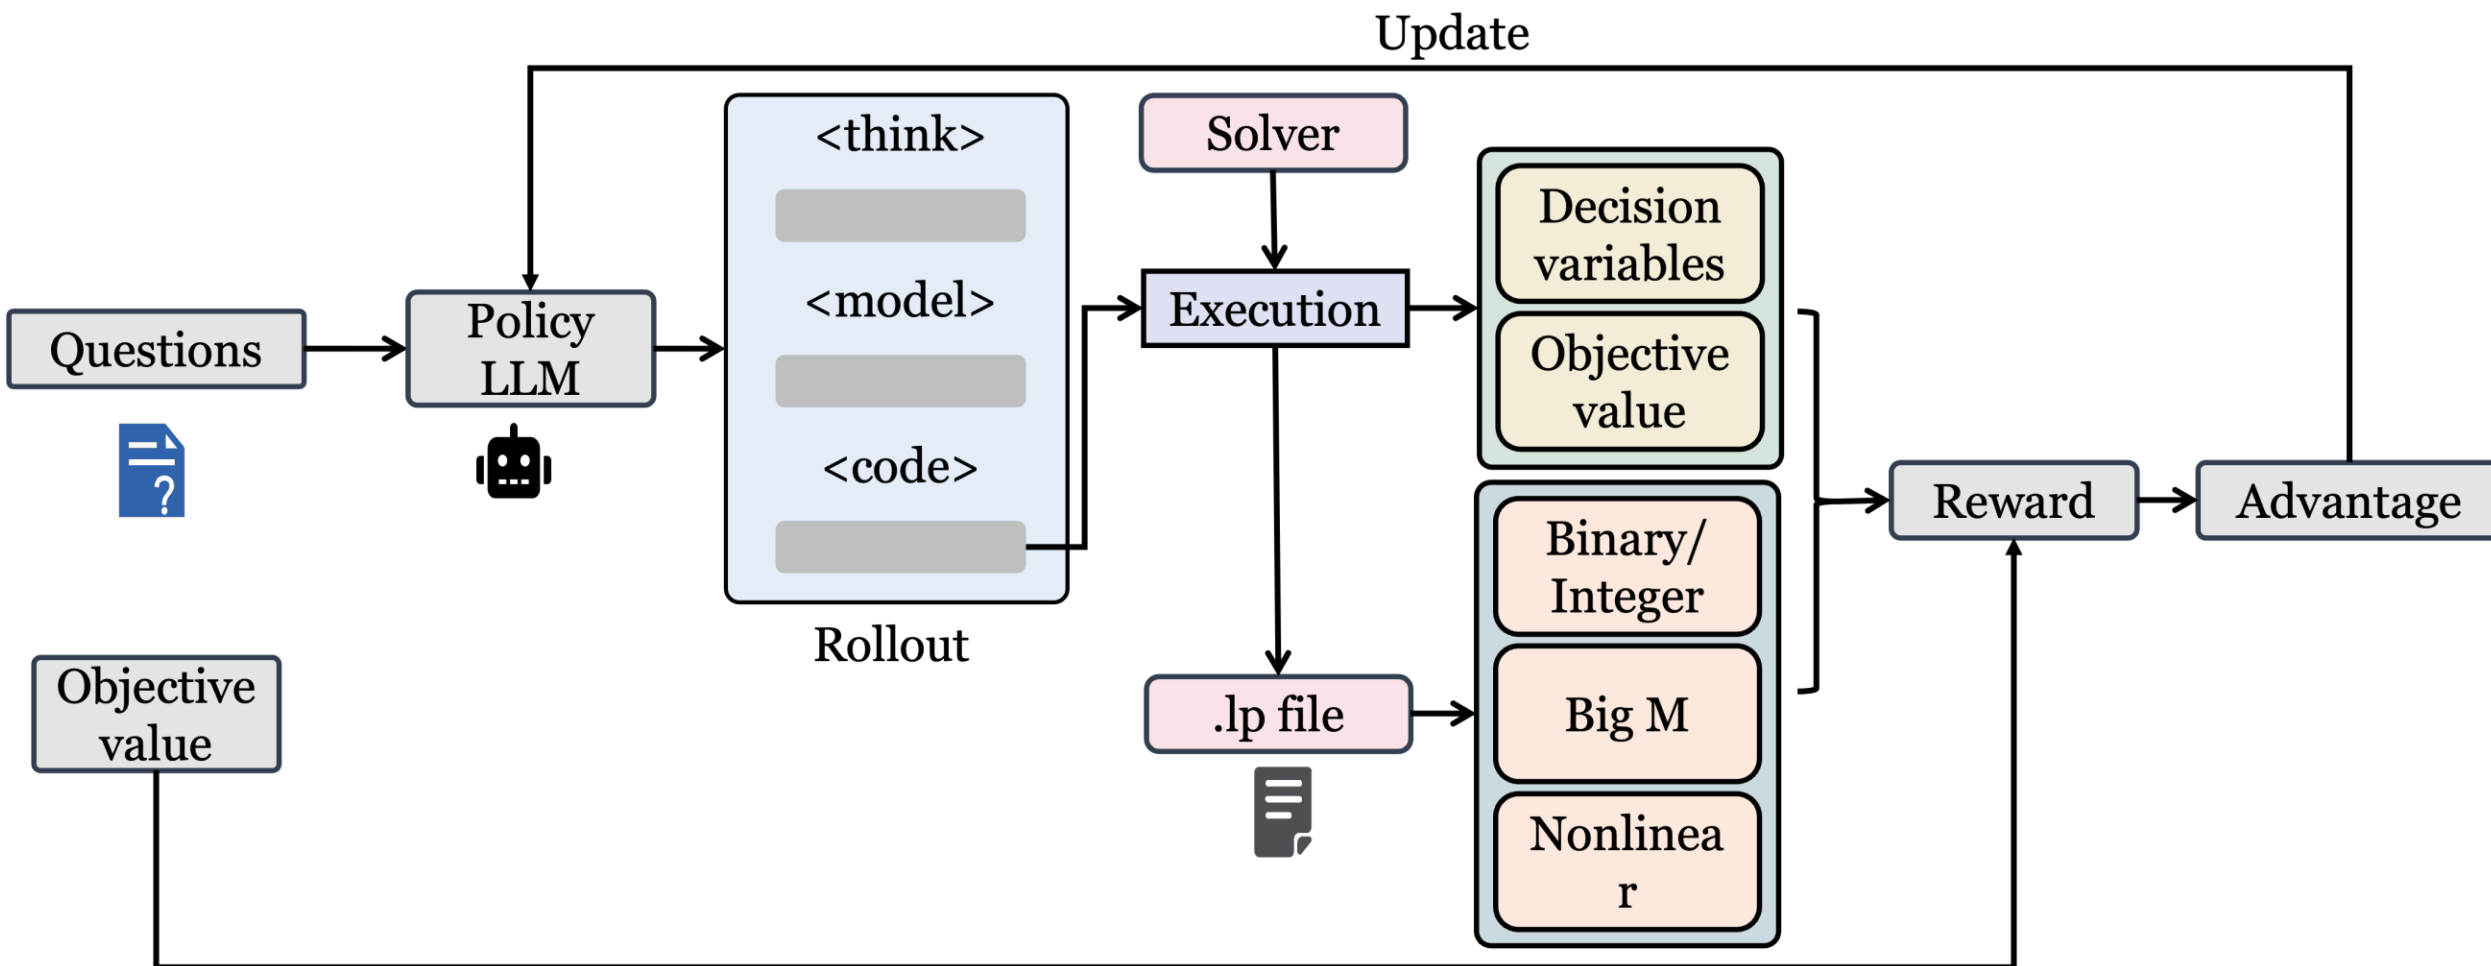 Update
Questions
?
Policy
LLM
<think>
<model>
<code>
Rollout
Solver
Execution
.lp file
Decision
variables
Objective
value
Binary/
Integer
Big M
Nonlinea
r
Reward
Advantage
Objective
value